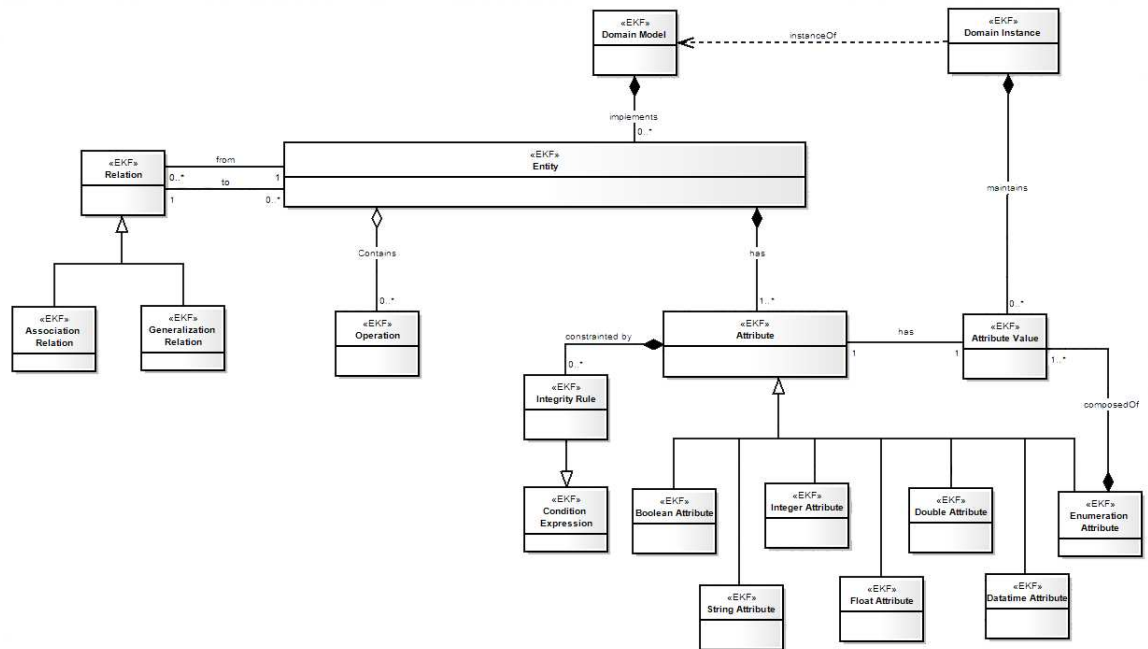 «EKF»
Domain Model
«EKF»
Domain Instance
instanceOf
implements
0..*
«EKF»
Entity
«EKF»
Relation
from
0..*
1
to
1
0..*
maintains
Contains
0..*
has
1..*
0..*
«EKF»
Association
Relation
«EKF»
Generalization
Relation
«EKF»
Operation
«EKF»
Attribute
constrainted by
0..*
has
1
1
«EKF»
Attribute Value
1..*
«EKF»
Integrity Rule
composedOf
«EKF»
Condition
Expression
«EKF»
Boolean Attribute
«EKF»
Integer Attribute
«EKF»
Double Attribute
«EKF»
Enumeration
Attribute
«EKF»
String Attribute
«EKF»
Float Attribute
«EKF»
Datatime Attribute